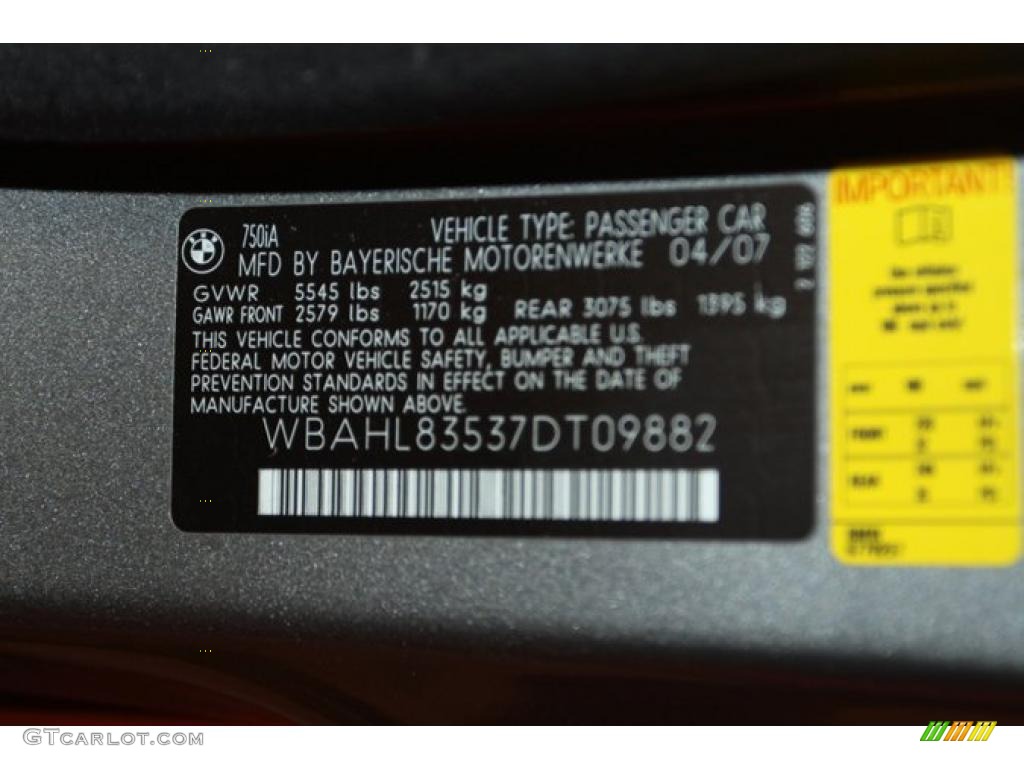 750iA
VEHICLE TYPE: PASSENGER CAR
MFD BY BAYERISCHE MOTORENWERKE 04/07
GVWR 5545 lbs 2515 kg
GAWR FRONT 2579 lbs 1170 kg REAR 3075 lbs 1395 kg
THIS VEHICLE CONFORMS TO ALL APPLICABLE U.S.
FEDERAL MOTOR VEHICLE SAFETY, BUMPER AND THEFT
PREVENTION STANDARDS IN EFFECT ON THE DATE OF
MANUFACTURE SHOWN ABOVE.
WBAHL83537DT09882
IMPORTANT!
GTCARLOT.COM